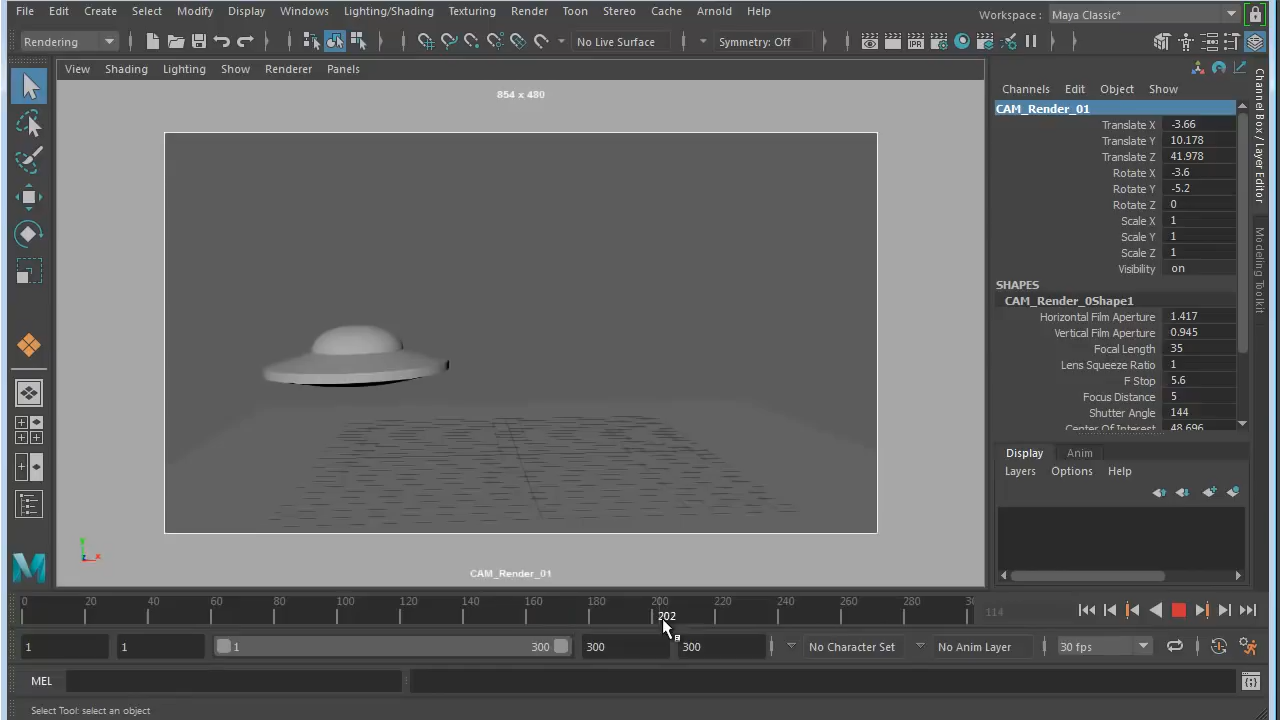 File Edit Create Select Modify Display Windows Lighting/Shading Texturing Render Toon Stereo Cache Arnold Help
Workspace : Maya Classic*
Rendering No Live Surface Symmetry: Off IPR
View Shading Lighting Show Renderer Panels
854 x 480
Channels Edit Object Show
CAM_Render_01
Translate X -3.66
Translate Y 10.178
Translate Z 41.978
Rotate X -3.6
Rotate Y -5.2
Rotate Z 0
Scale X 1
Scale Y 1
Scale Z 1
Visibility on
SHAPES
CAM_Render_0Shape1
Horizontal Film Aperture 1.417
Vertical Film Aperture 0.945
Focal Length 35
Lens Squeeze Ratio 1
F Stop 5.6
Focus Distance 5
Shutter Angle 144
Center Of Interest 48.696
Channel Box / Layer Editor
Modeling Toolkit
Display Anim
Layers Options Help
y x z
CAM_Render_01
0 20 40 60 80 100 120 140 160 180 200 220 240 260 280 30
202
114
1 1 1 300 300 300 No Character Set No Anim Layer 30 fps
MEL
Select Tool: select an object